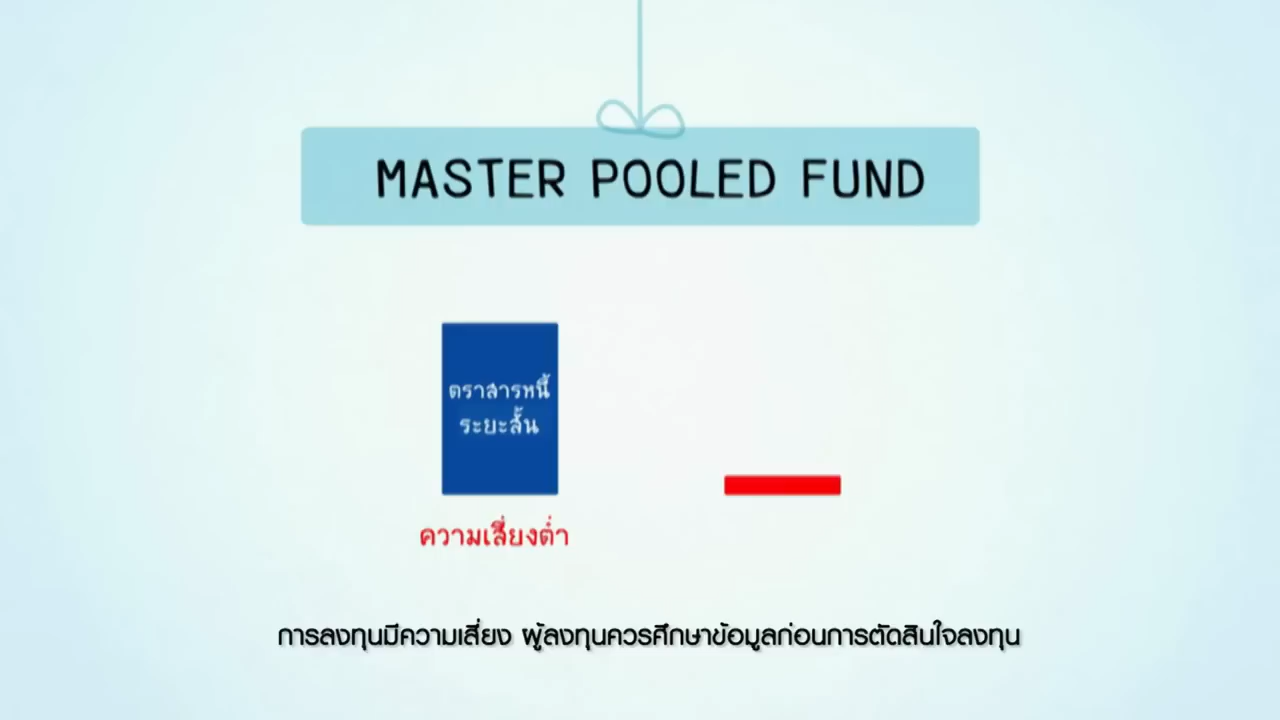 MASTER POOLED FUND
ตราสารหนี้
ระยะสั้น
ความเสี่ยงต่ำ
การลงทุนมีความเสี่ยง ผู้ลงทุนควรศึกษาข้อมูลก่อนการตัดสินใจลงทุน